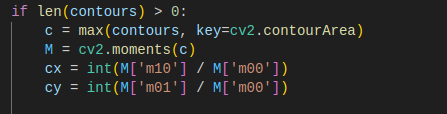 if len(contours) > 0:
    c = max(contours, key=cv2.contourArea)
    M = cv2.moments(c)
    cx = int(M['m10'] / M['m00'])
    cy = int(M['m01'] / M['m00'])